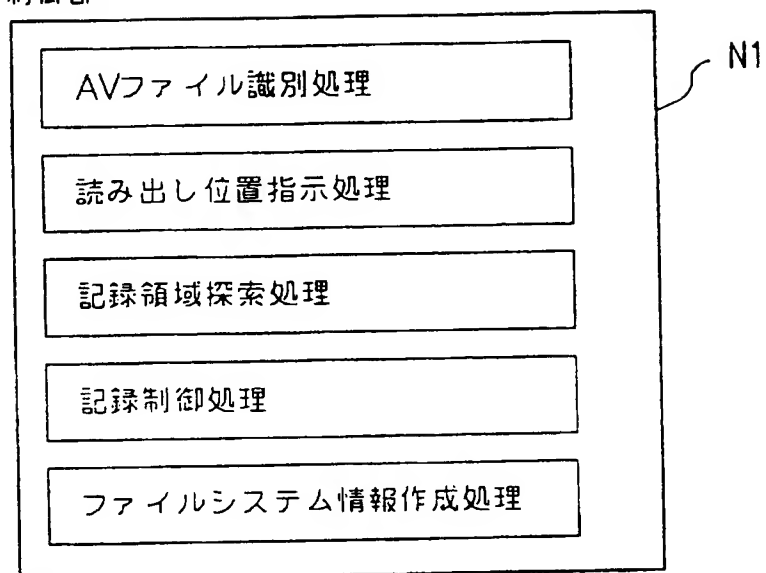 N1
AVファイル識別処理
読み出し位置指示処理
記録領域探索処理
記録制御処理
ファイルシステム情報作成処理